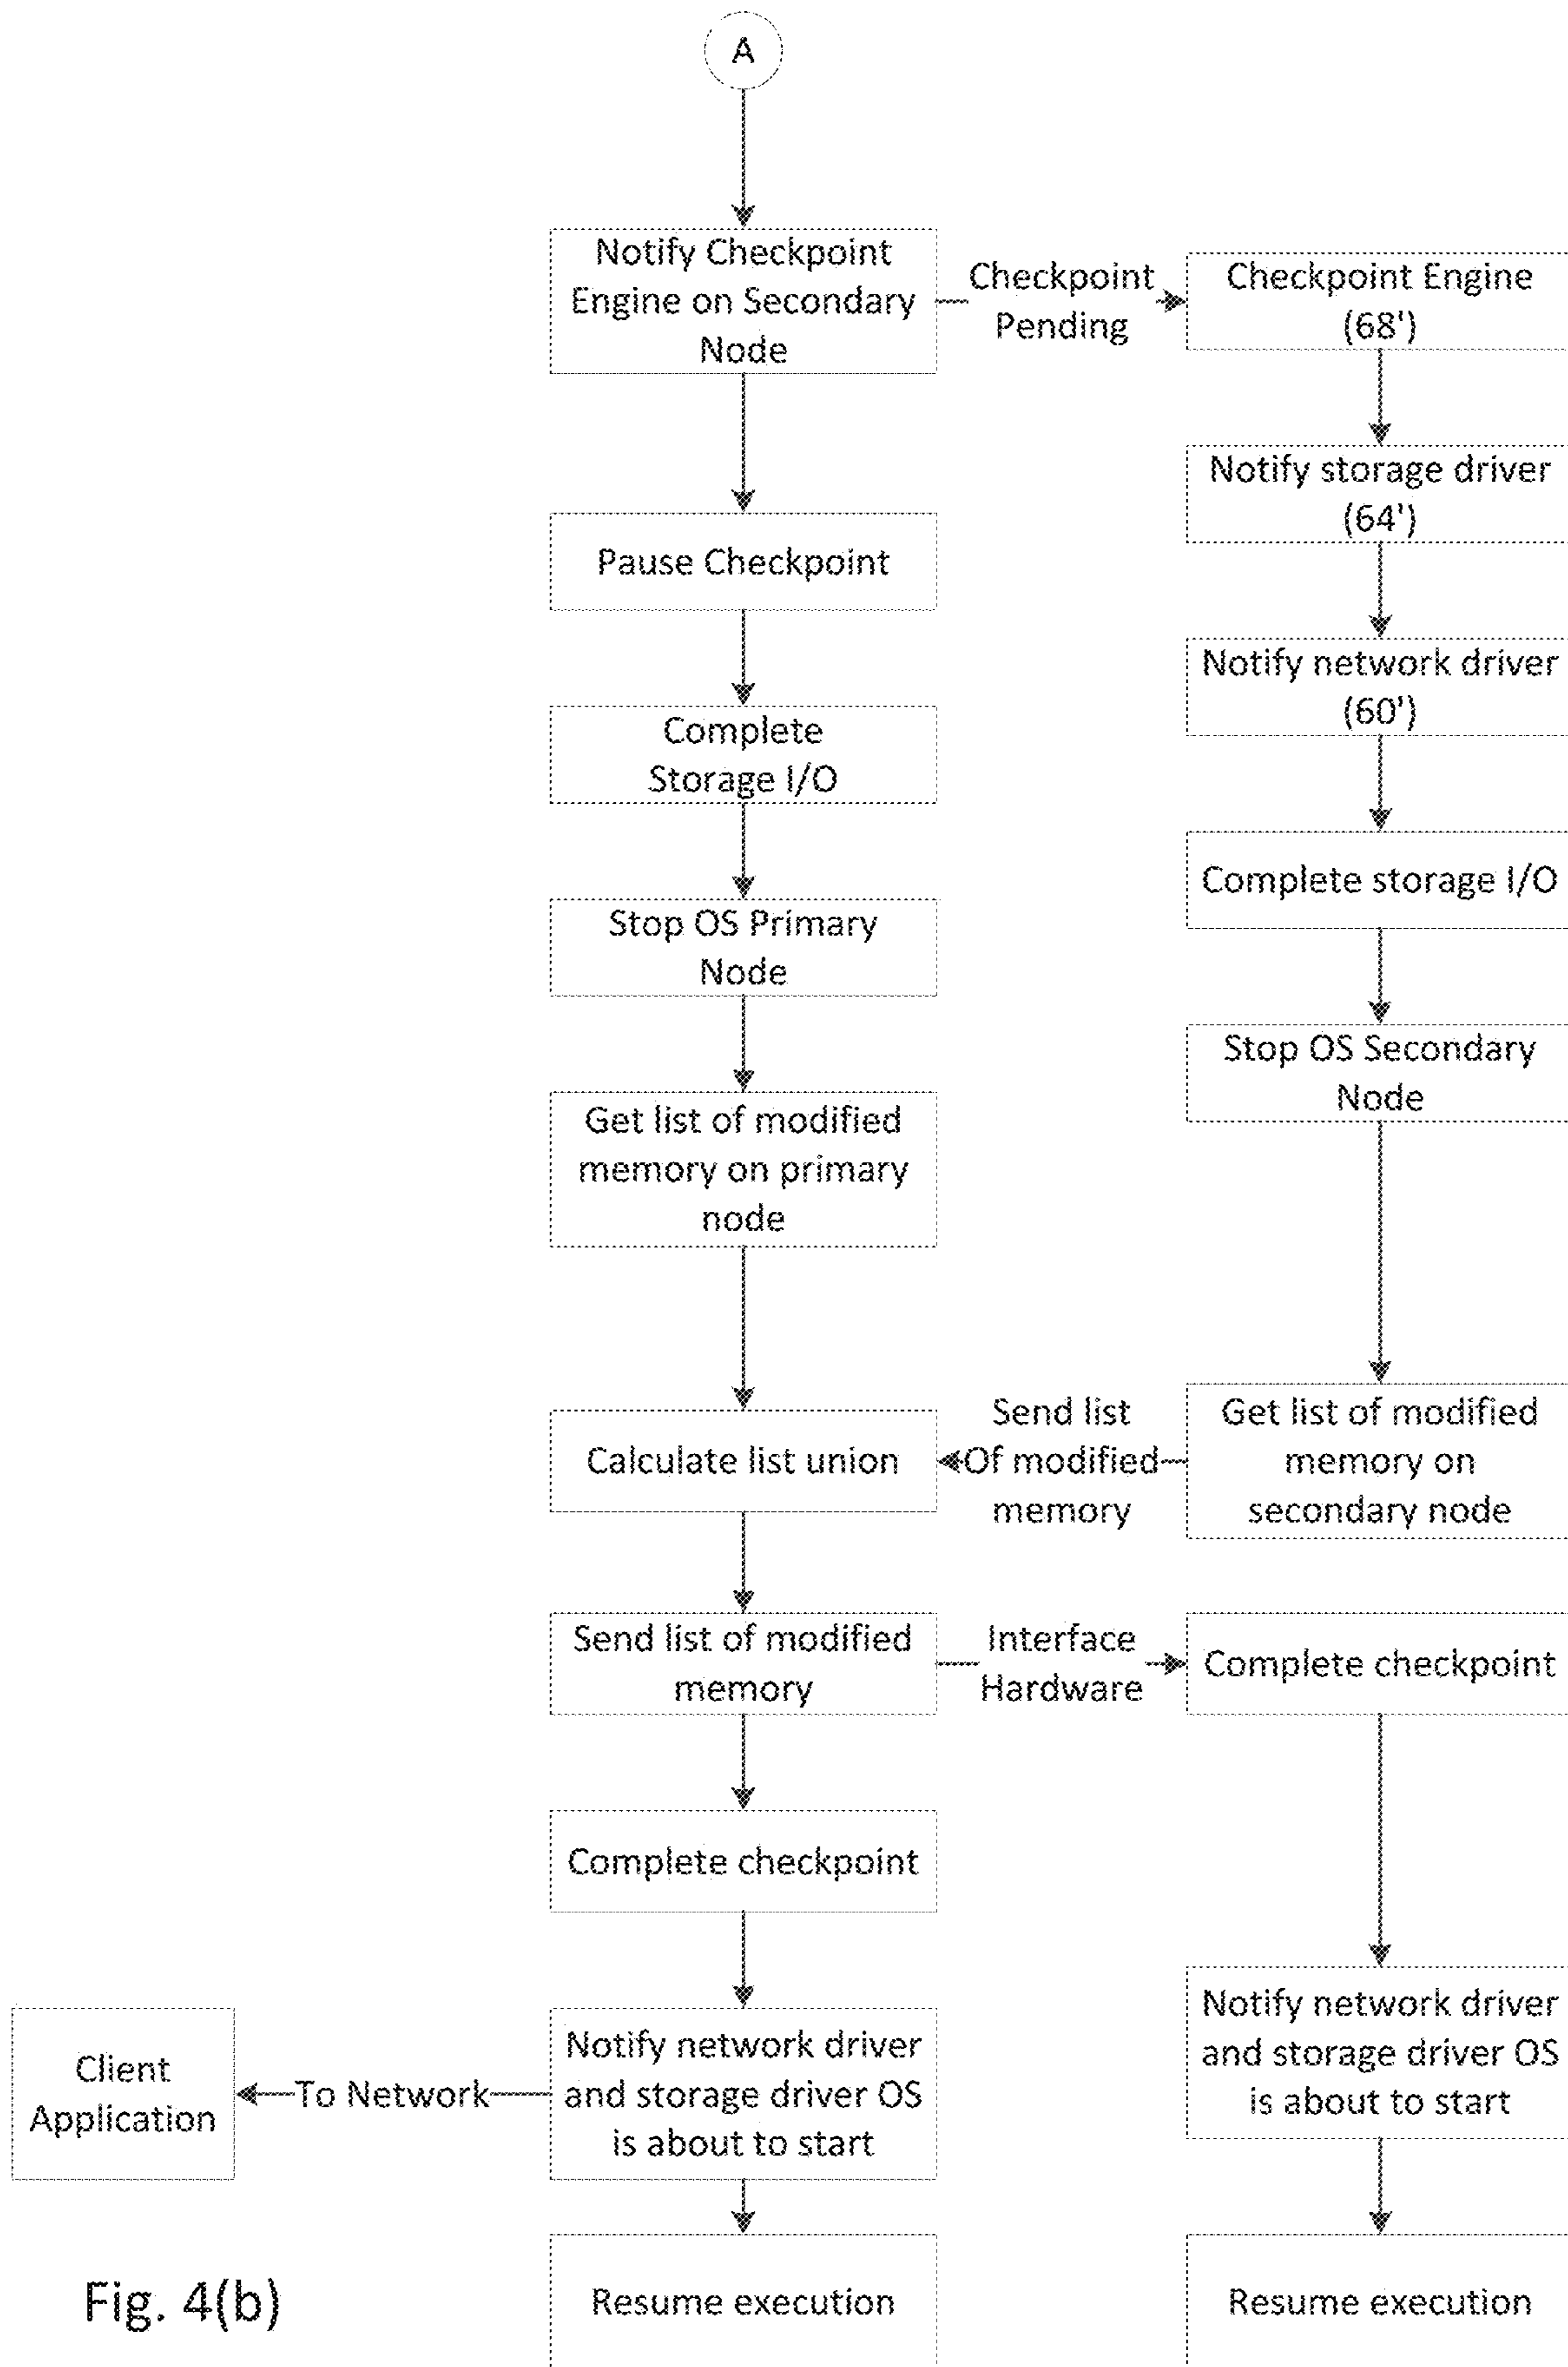 A
Notify Checkpoint
Engine on Secondary
Node
Checkpoint
Pending
Checkpoint Engine
(68')
Notify storage driver
(64')
Pause Checkpoint
Notify network driver
(60')
Complete
Storage I/O
Complete storage I/O
Stop OS Primary
Node
Stop OS Secondary
Node
Get list of modified
memory on primary
node
Calculate list union
Send list
Of modified
memory
Get list of modified
memory on
secondary node
Send list of modified
memory
Interface
Hardware
Complete checkpoint
Complete checkpoint
Client
Application
To Network
Notify network driver
and storage driver OS
is about to start
Notify network driver
and storage driver OS
is about to start
Fig. 4(b)
Resume execution
Resume execution